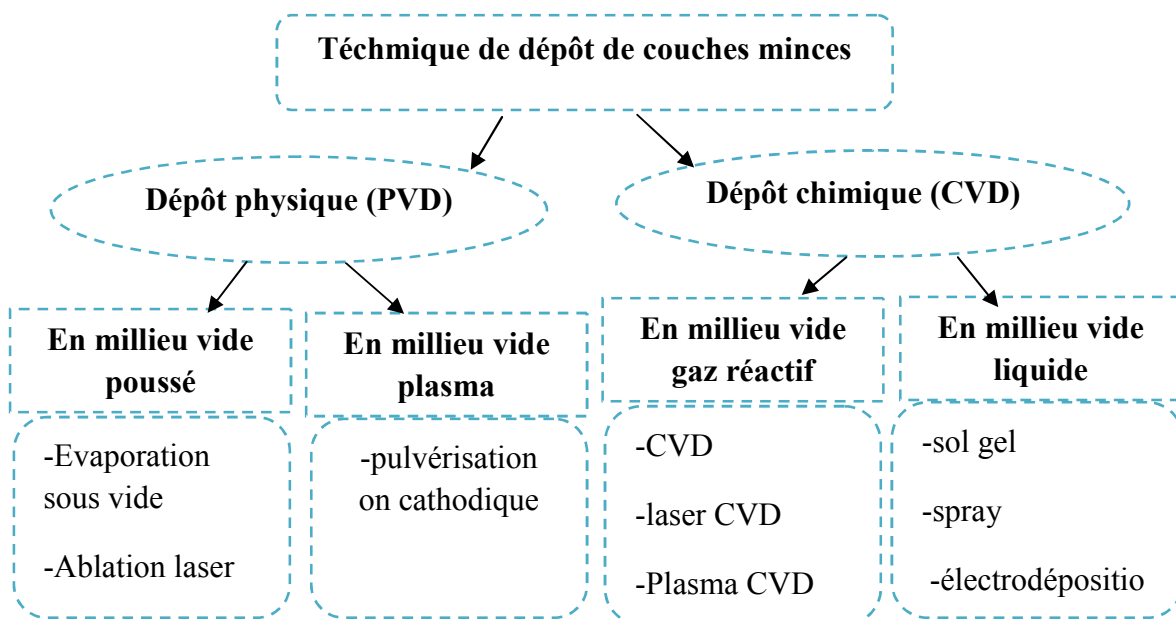 Téchmique de dépôt de couches minces
Dépôt physique (PVD)
Dépôt chimique (CVD)
En millieu vide
poussé
En millieu vide
plasma
En millieu vide
gaz réactif
En millieu vide
liquide
-Evaporation
sous vide
-Ablation laser
-pulvérisation
on cathodique
-CVD
-laser CVD
-Plasma CVD
-sol gel
-spray
-électrodépositio